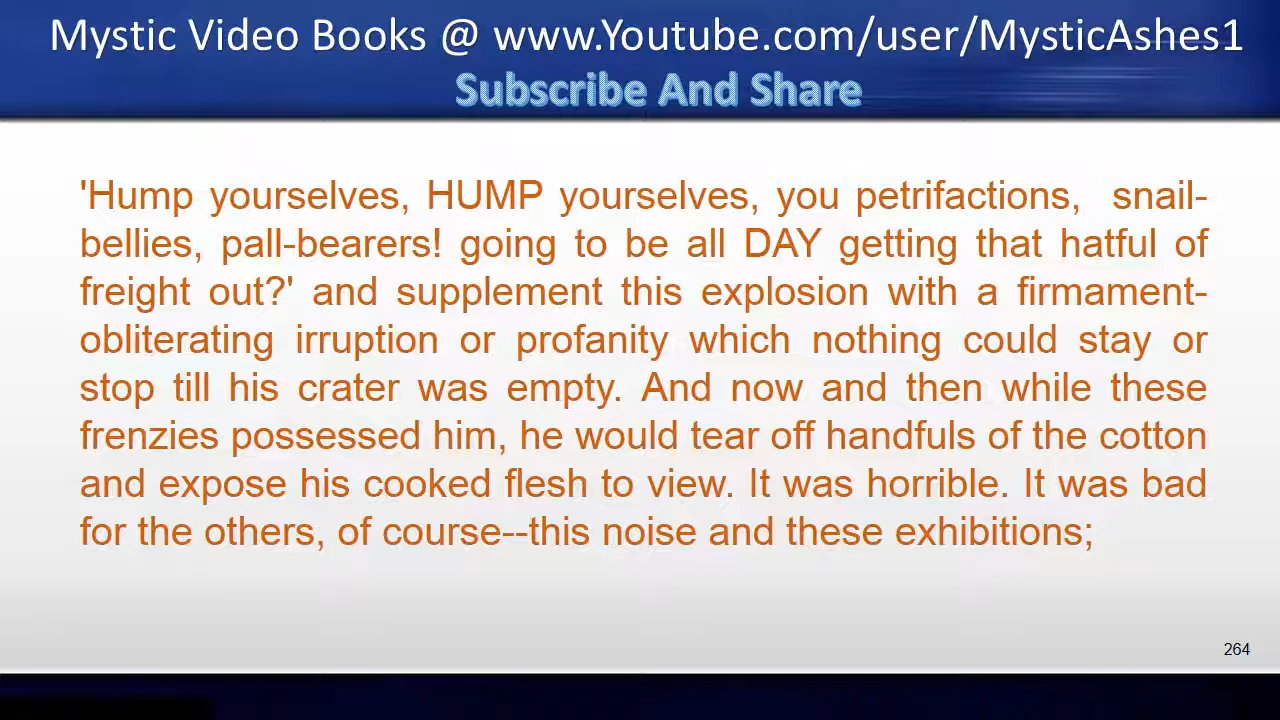 Mystic Video Books @ www.Youtube.com/user/MysticAshes1
Subscribe And Share
'Hump yourselves, HUMP yourselves, you petrifactions, snail-
bellies, pall-bearers! going to be all DAY getting that hatful of
freight out?' and supplement this explosion with a firmament-
obliterating irruption or profanity which nothing could stay or
stop till his crater was empty. And now and then while these
frenzies possessed him, he would tear off handfuls of the cotton
and expose his cooked flesh to view. It was horrible. It was bad
for the others, of course--this noise and these exhibitions;
264